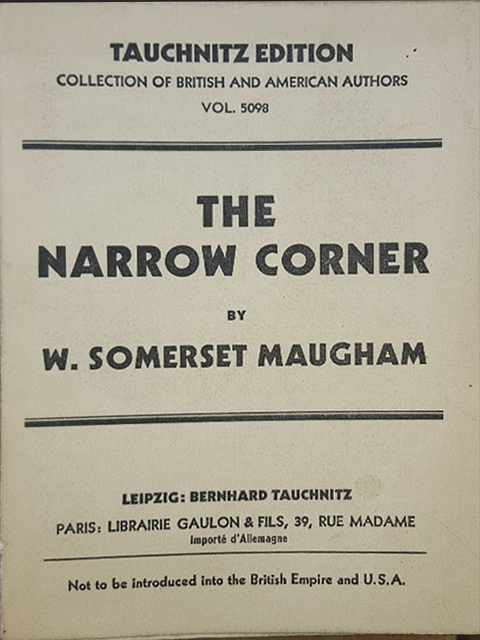 TAUCHNITZ EDITION
COLLECTION OF BRITISH AND AMERICAN AUTHORS
VOL. 5098
THE
NARROW CORNER
BY
W. SOMERSET MAUGHAM
LEIPZIG: BERNHARD TAUCHNITZ
PARIS: LIBRAIRIE GAULON & FILS, 39, RUE MADAME
Importé d'Allemagne
Not to be introduced into the British Empire and U.S.A.